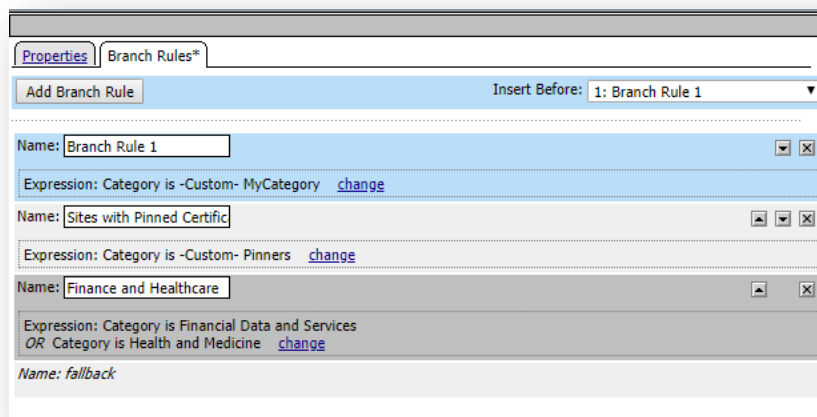 Properties Branch Rules*
Add Branch Rule Insert Before: 1: Branch Rule 1
Name: Branch Rule 1
Expression: Category is -Custom- MyCategory change
Name: Sites with Pinned Certific
Expression: Category is -Custom- Pinners change
Name: Finance and Healthcare
Expression: Category is Financial Data and Services
OR Category is Health and Medicine change
Name: fallback